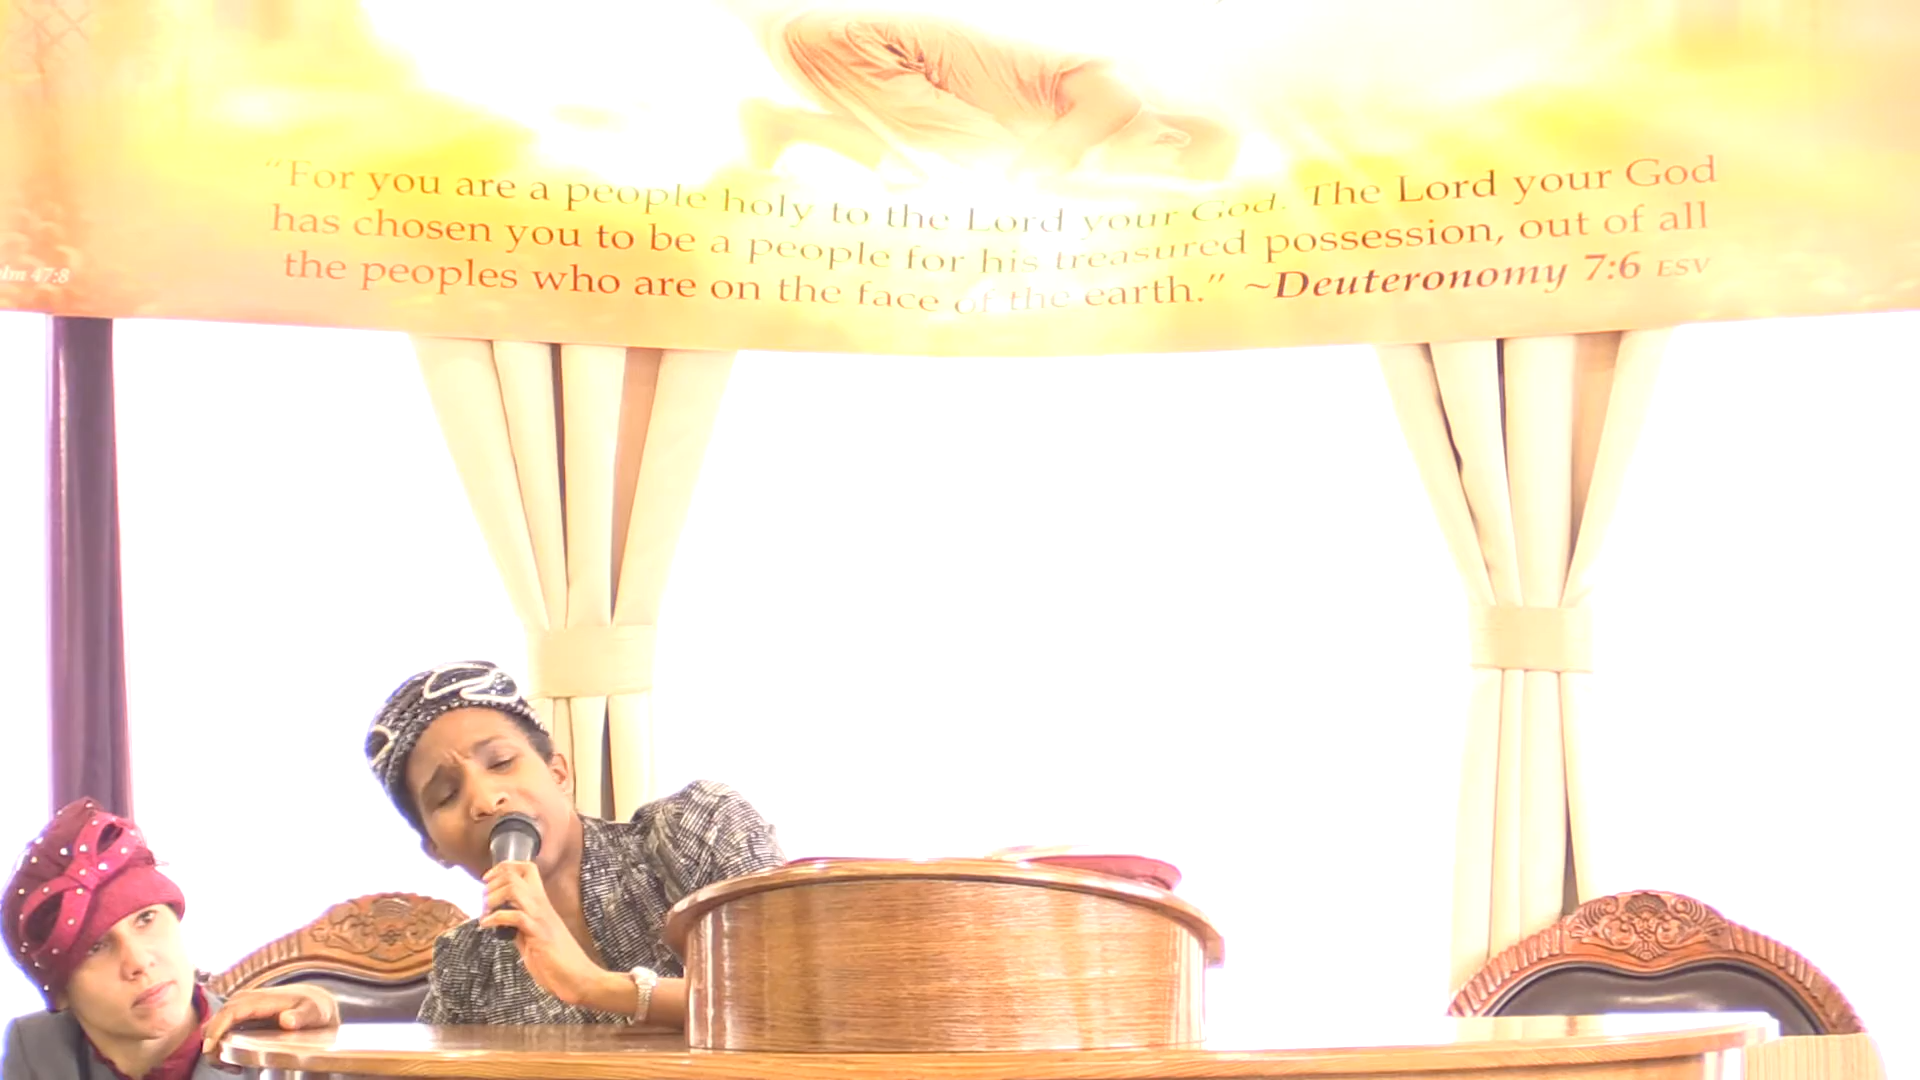 “For you are a people holy to the Lord your God. The Lord your God
has chosen you to be a people for his treasured possession, out of all
the peoples who are on the face of the earth.” ~Deuteronomy 7:6 ESV
47:8